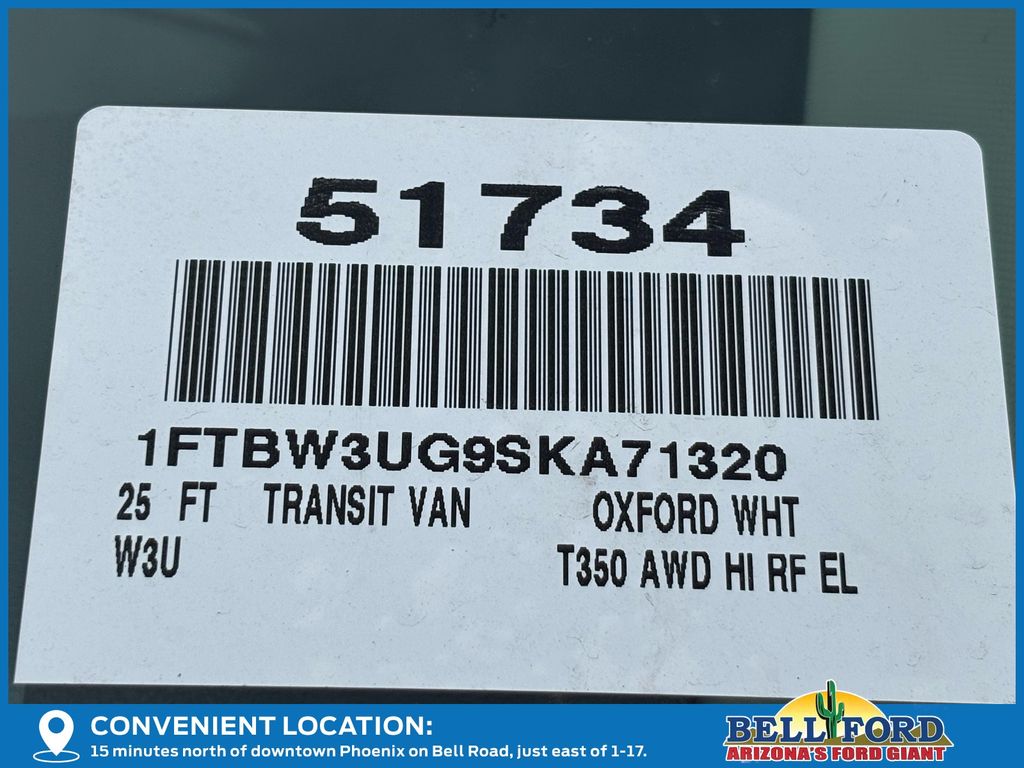 51734
1FTBW3UG9SKA71320
25 FT TRANSIT VAN OXFORD WHT
W3U T350 AWD HI RF EL
CONVENIENT LOCATION:
15 minutes north of downtown Phoenix on Bell Road, just east of 1-17.
BELL FORD
ARIZONA'S FORD GIANT